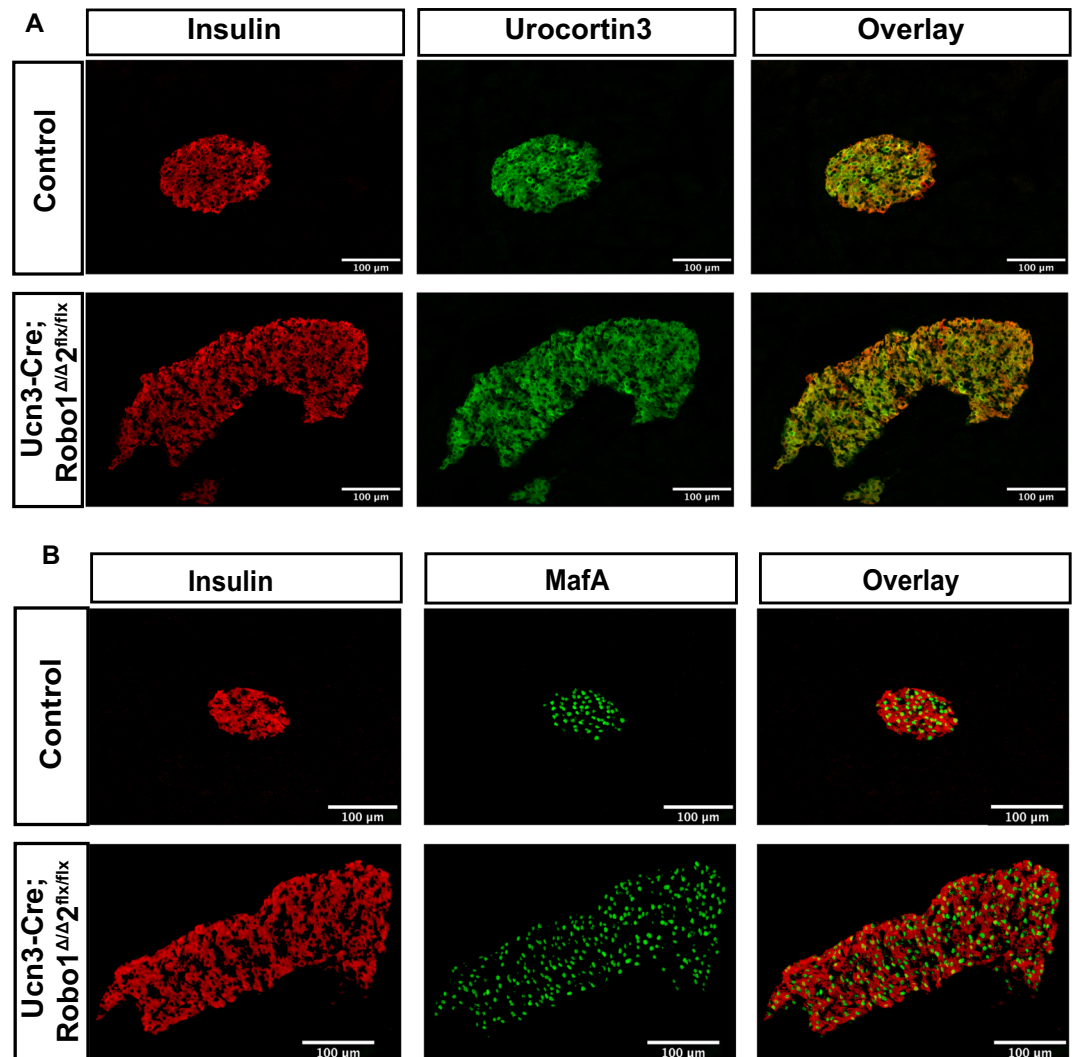 A
Insulin
Urocortin3
Overlay
Control
100 µm
100 µm
100 µm
Ucn3-Cre;
Robo1Δ/Δ2flx/flx
100 µm
100 µm
100 µm
B
Insulin
MafA
Overlay
Control
100 µm
100 µm
100 µm
Ucn3-Cre;
Robo1Δ/Δ2flx/flx
100 µm
100 µm
100 µm